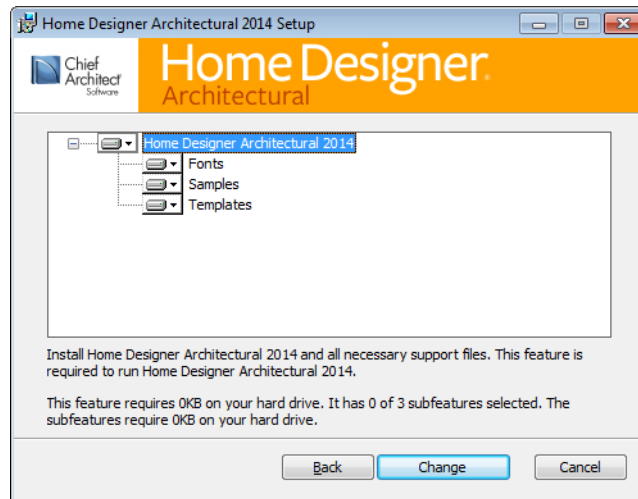 Home Designer Architectural 2014 Setup
Chief
Architect
Software
Home Designer.
Architectural
Home Designer Architectural 2014
Fonts
Samples
Templates
Install Home Designer Architectural 2014 and all necessary support files. This feature is
required to run Home Designer Architectural 2014.
This feature requires 0KB on your hard drive. It has 0 of 3 subfeatures selected. The
subfeatures require 0KB on your hard drive.
Back Change Cancel